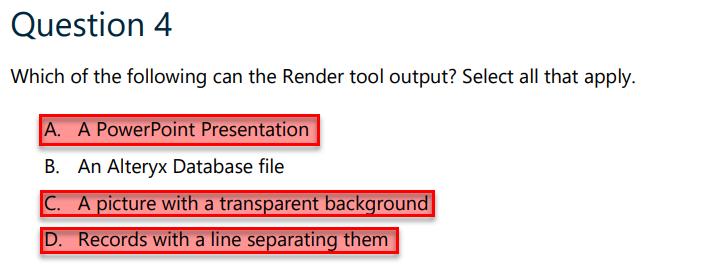 Question 4
Which of the following can the Render tool output? Select all that apply.
A. A PowerPoint Presentation
B. An Alteryx Database file
C. A picture with a transparent background
D. Records with a line separating them